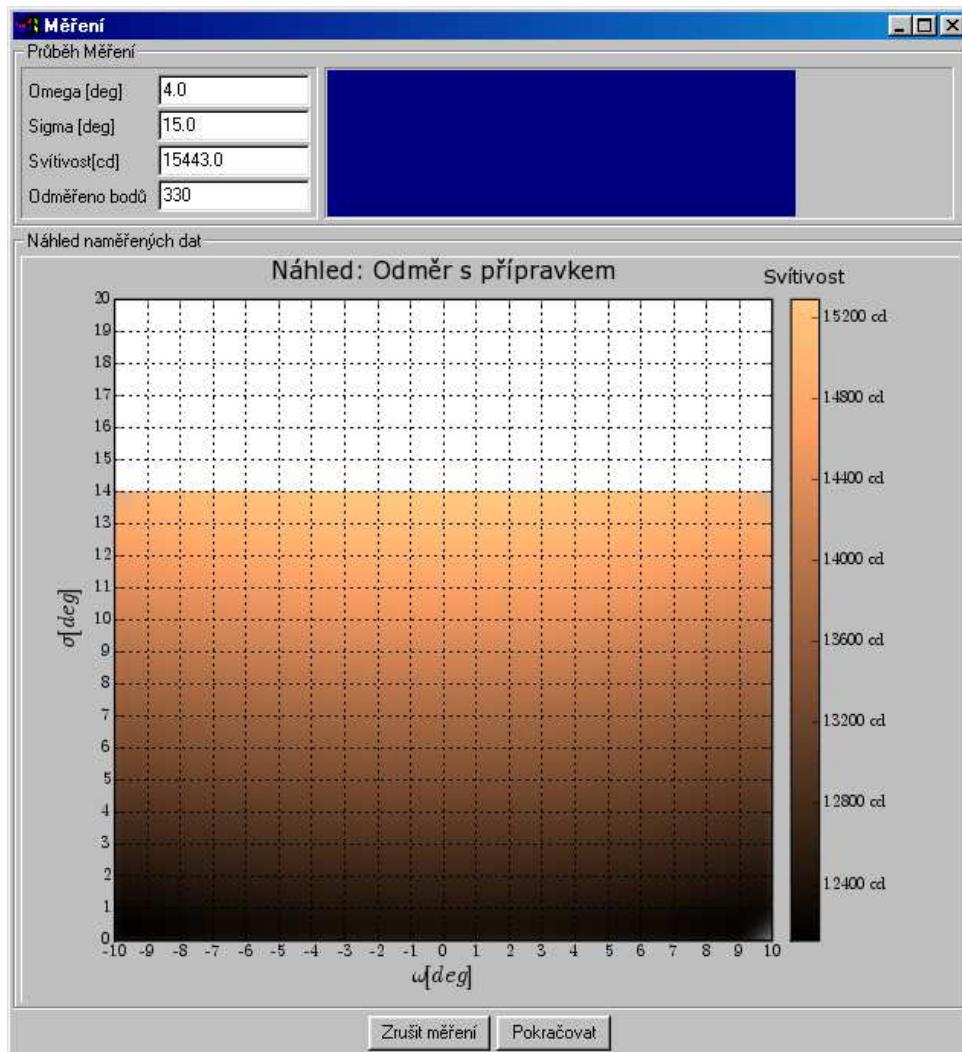 Měření
Průběh Měření
Omega [deg] 4.0
Sigma [deg] 15.0
Svítivost[cd] 15443.0
Odměřeno bodů 330
Náhled naměřených dat
Náhled: Odměr s přípravkem
Svítivost
20
19
18
17
16
15
14
13
12
11
10
9
8
7
6
5
4
3
2
1
0
σ[deg]
-10 -9 -8 -7 -6 -5 -4 -3 -2 -1 0 1 2 3 4 5 6 7 8 9 10
ω[deg]
15200 cd
14800 cd
14400 cd
14000 cd
13600 cd
13200 cd
12800 cd
12400 cd
Zrušit měření Pokračovat